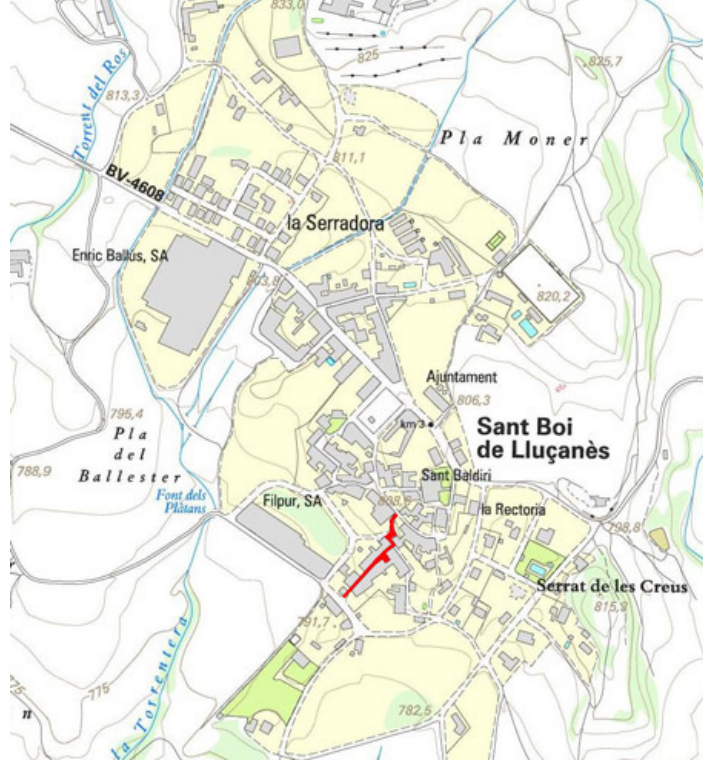 833,0
825
825,7
Torrent del Ros
813,3
Pla Moner
811,1
BV-4608
la Serradora
Enric Ballús, SA
803,8
820,2
Ajuntament
806,3
795,4
km 3
Sant Boi
de Lluçanès
Pla
del
Ballester
788,9
Sant Baldiri
Font dels
Plàtans
Filpur, SA
la Rectoria
798,8
Serrat de les Creus
815,2
791,7
la Torrentera
775
775
n
782,5